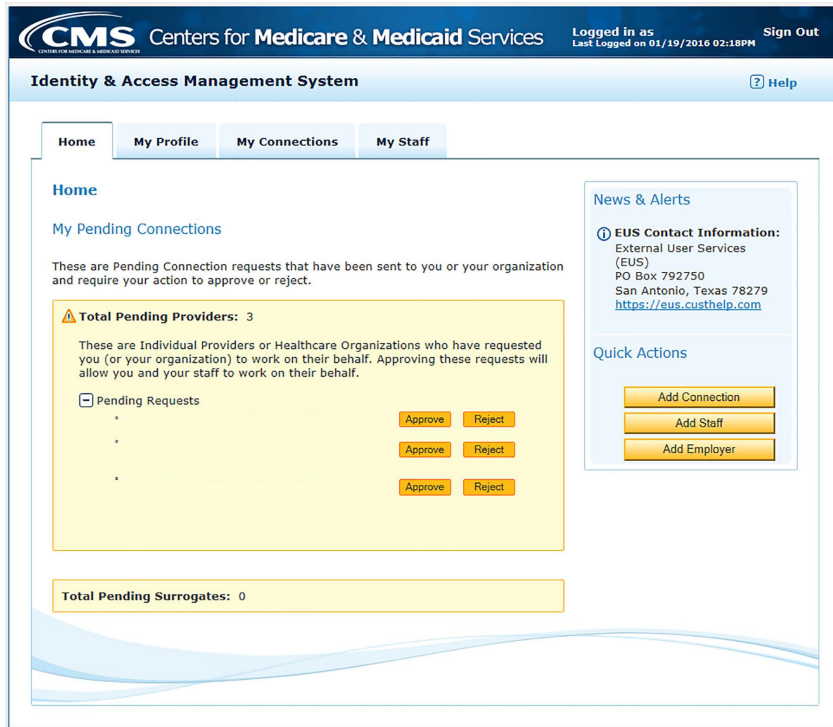 CMS Centers for Medicare & Medicaid Services
CENTERS FOR MEDICARE & MEDICAID SERVICES
Logged in as
Last Logged on 01/19/2016 02:18PM
Sign Out
Identity & Access Management System
? Help
Home
My Profile
My Connections
My Staff
Home
My Pending Connections
These are Pending Connection requests that have been sent to you or your organization
and require your action to approve or reject.
Total Pending Providers: 3
These are Individual Providers or Healthcare Organizations who have requested
you (or your organization) to work on their behalf. Approving these requests will
allow you and your staff to work on their behalf.
Pending Requests
Approve Reject
Approve Reject
Approve Reject
Total Pending Surrogates: 0
News & Alerts
EUS Contact Information:
External User Services
(EUS)
PO Box 792750
San Antonio, Texas 78279
https://eus.custhelp.com
Quick Actions
Add Connection
Add Staff
Add Employer